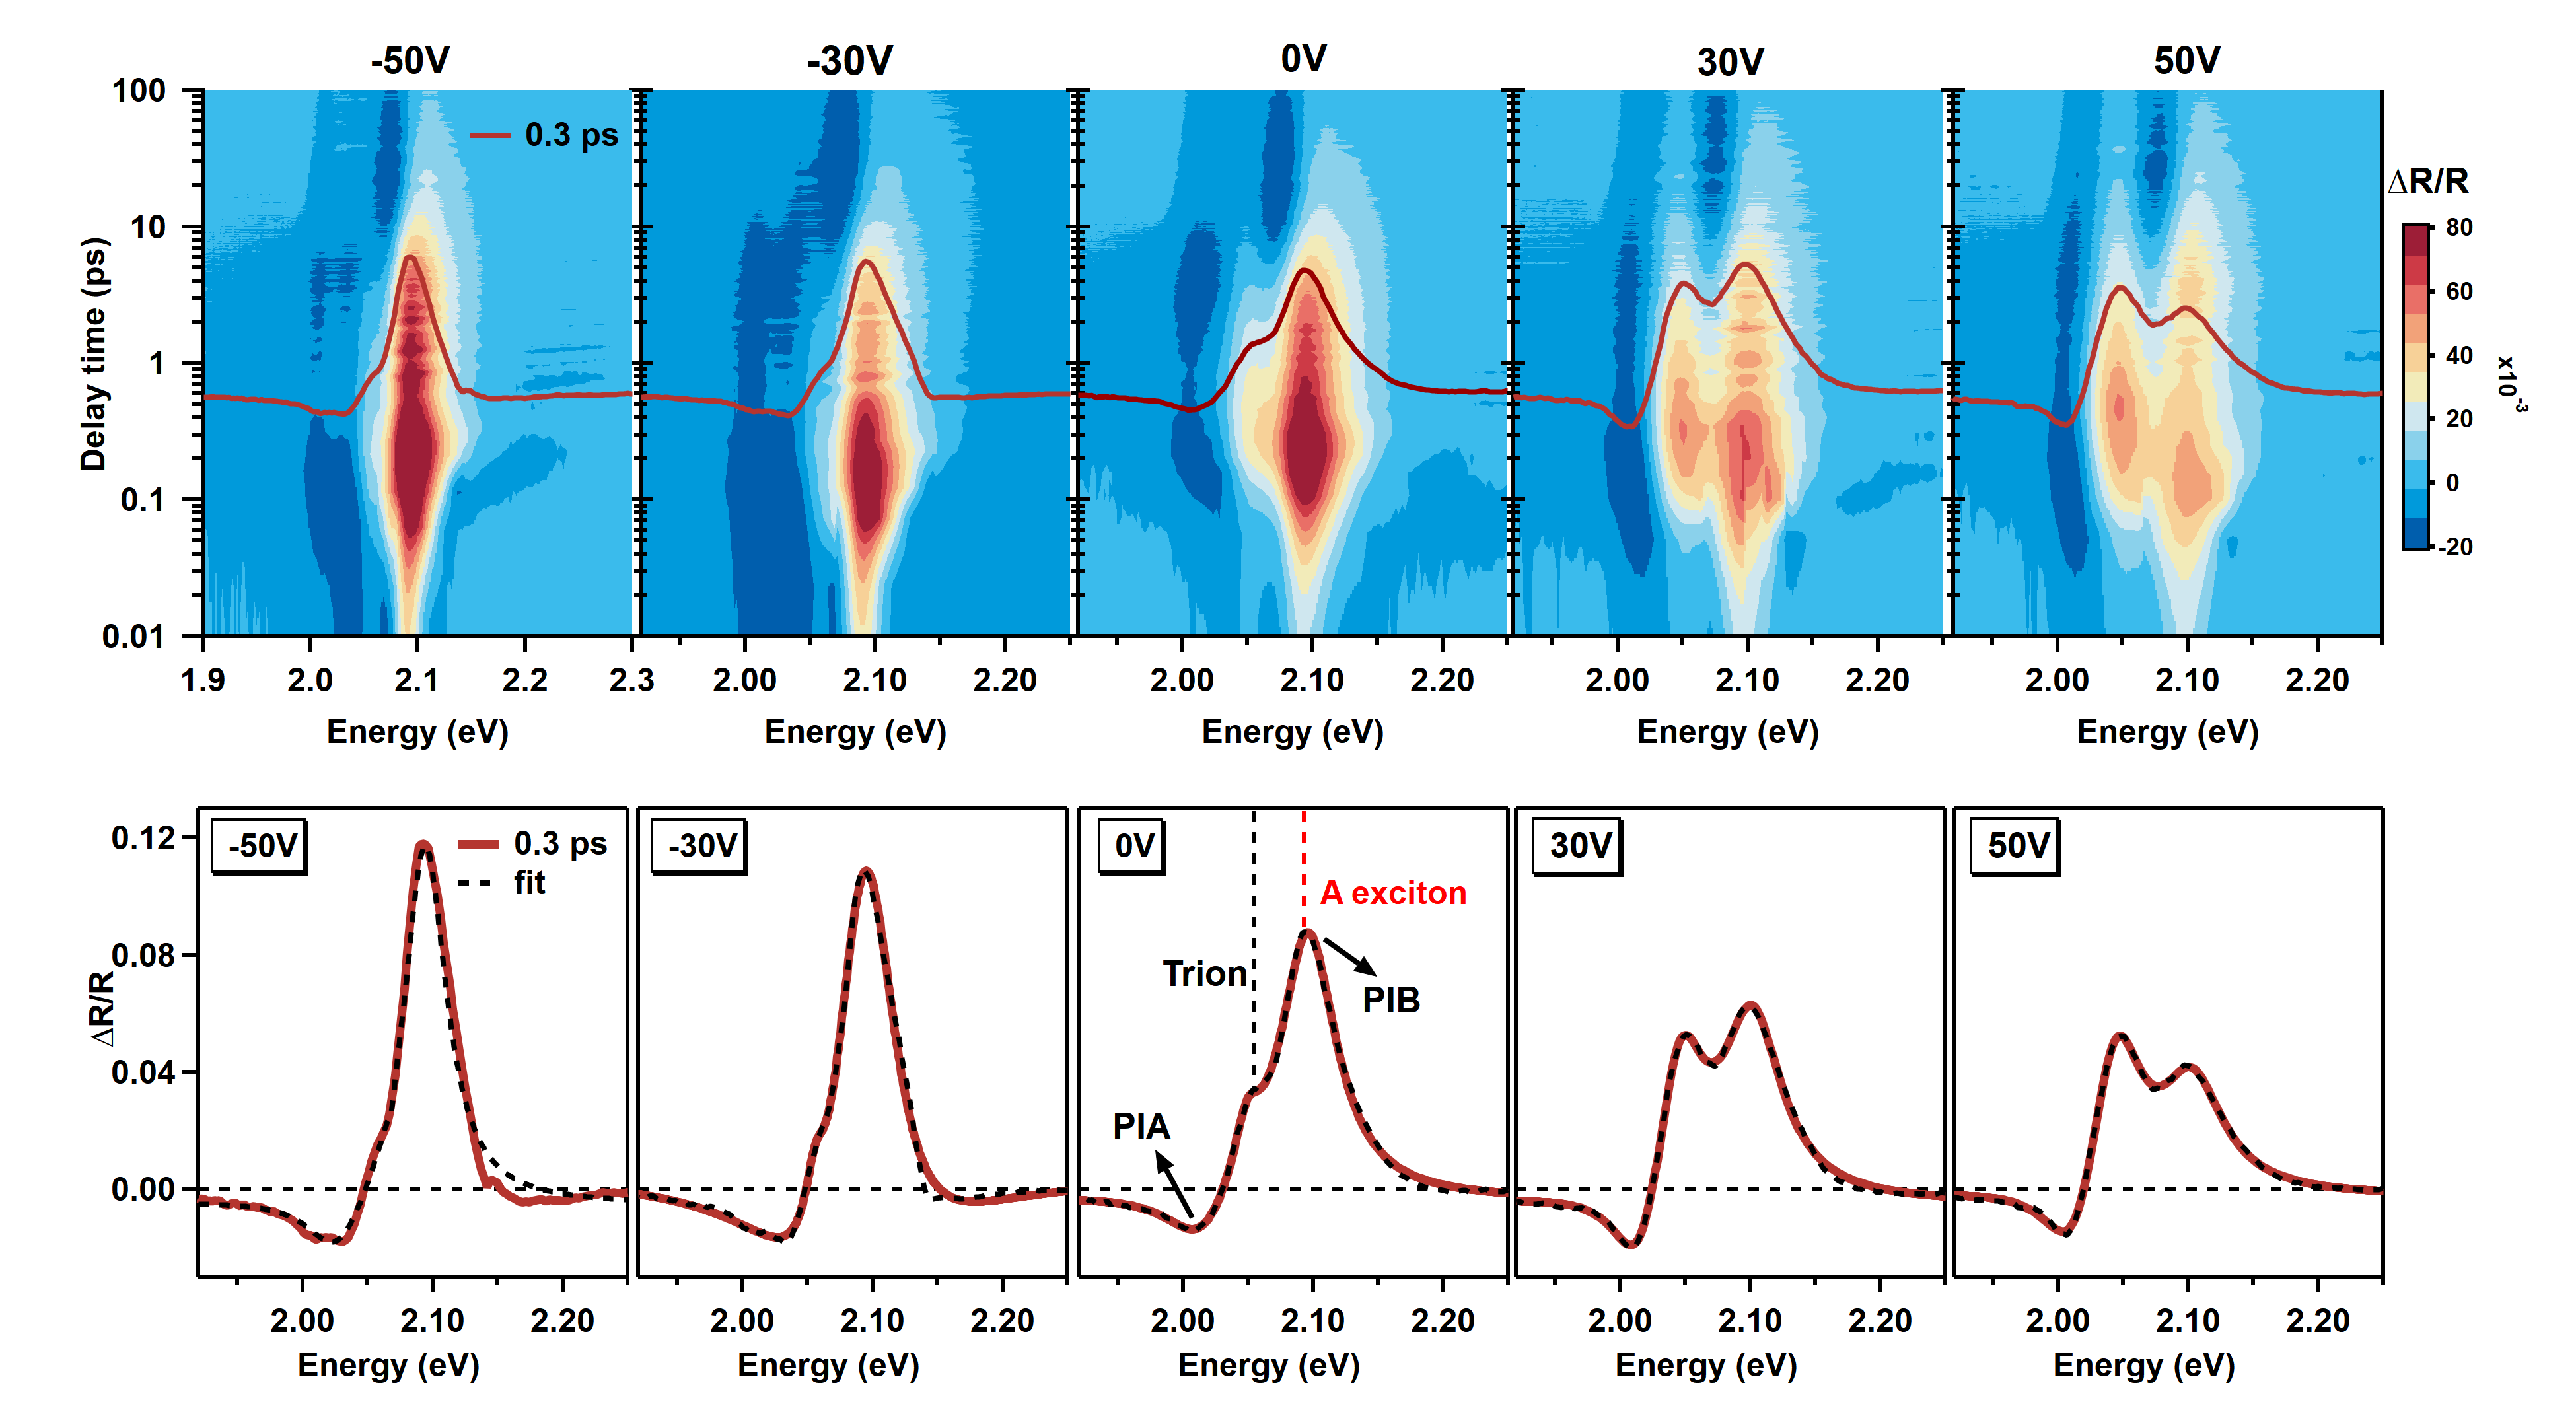 -50V
-30V
0V
30V
50V
100
10
1
0.1
0.01
Delay time (ps)
0.3 ps
1.9 2.0 2.1 2.2 2.3
2.00 2.10 2.20
2.00 2.10 2.20
2.00 2.10 2.20
2.00 2.10 2.20
Energy (eV)
Energy (eV)
Energy (eV)
Energy (eV)
Energy (eV)
ΔR/R
80
60
40
20
0
-20
x10⁻³
ΔR/R
0.12
0.08
0.04
0.00
-50V
0.3 ps
fit
-30V
0V
A exciton
Trion
PIB
PIA
30V
50V
2.00 2.10 2.20
2.00 2.10 2.20
2.00 2.10 2.20
2.00 2.10 2.20
2.00 2.10 2.20
Energy (eV)
Energy (eV)
Energy (eV)
Energy (eV)
Energy (eV)